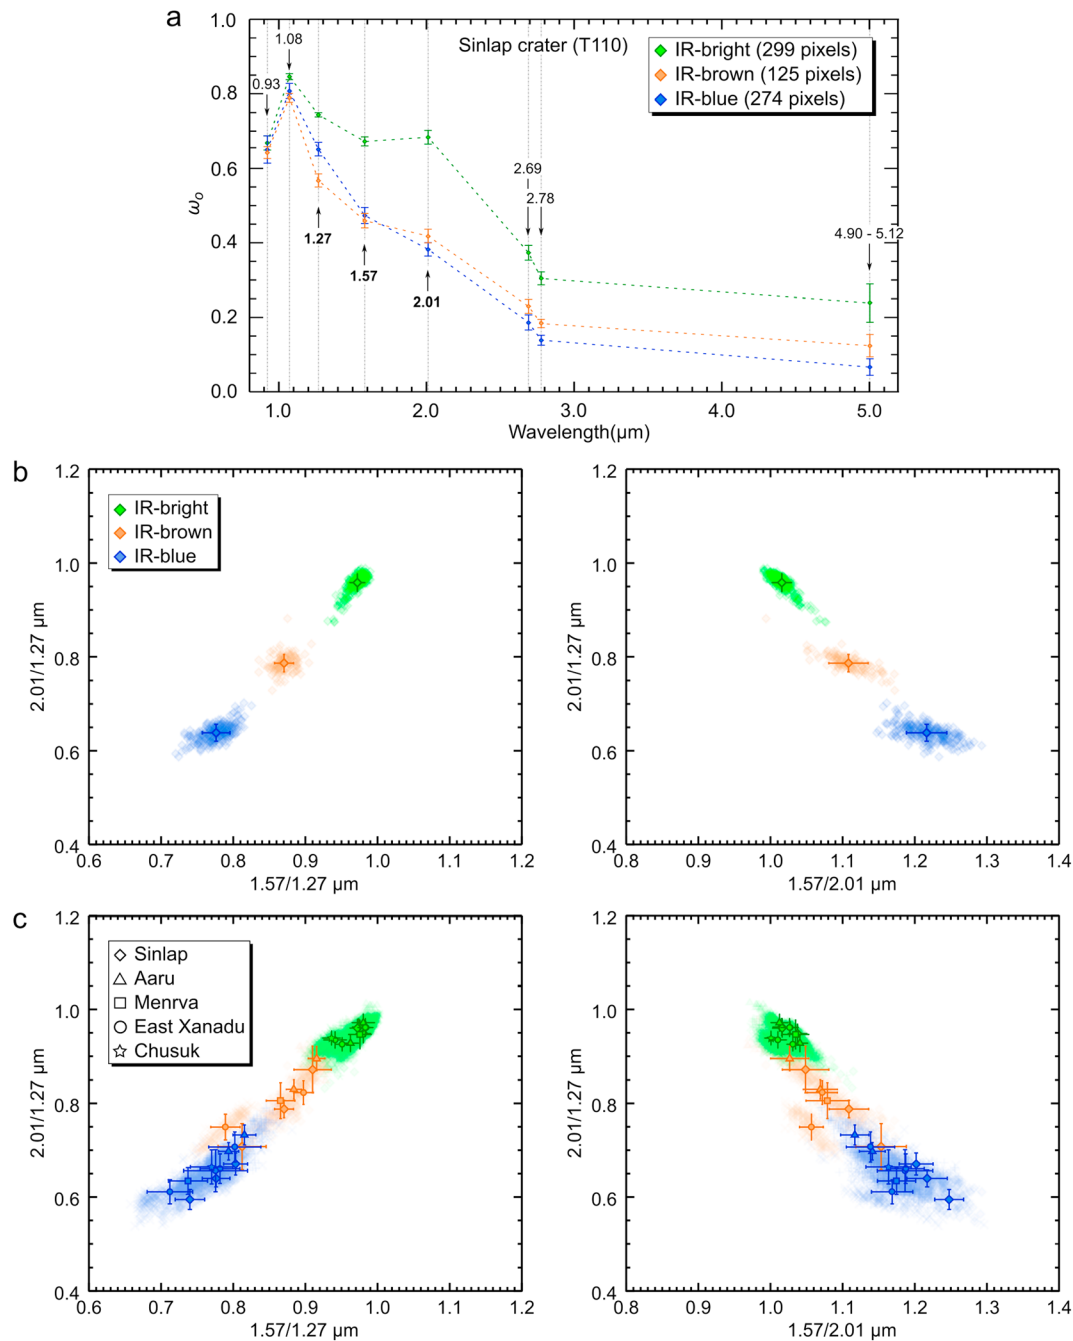 a
Sinlap crater (T110)
IR-bright (299 pixels)
IR-brown (125 pixels)
IR-blue (274 pixels)
1.0
0.8
0.6
0.4
0.2
0.0
ωo
0.93
1.08
1.27
1.57
2.01
2.69
2.78
4.90 - 5.12
1.0 2.0 3.0 4.0 5.0
Wavelength(μm)
b
IR-bright
IR-brown
IR-blue
1.2
1.0
0.8
0.6
0.4
2.01/1.27 μm
0.6 0.7 0.8 0.9 1.0 1.1 1.2
1.57/1.27 μm
1.2
1.0
0.8
0.6
0.4
2.01/1.27 μm
0.8 0.9 1.0 1.1 1.2 1.3 1.4
1.57/2.01 μm
c
Sinlap
Aaru
Menrva
East Xanadu
Chusuk
1.2
1.0
0.8
0.6
0.4
2.01/1.27 μm
0.6 0.7 0.8 0.9 1.0 1.1 1.2
1.57/1.27 μm
1.2
1.0
0.8
0.6
0.4
2.01/1.27 μm
0.8 0.9 1.0 1.1 1.2 1.3 1.4
1.57/2.01 μm